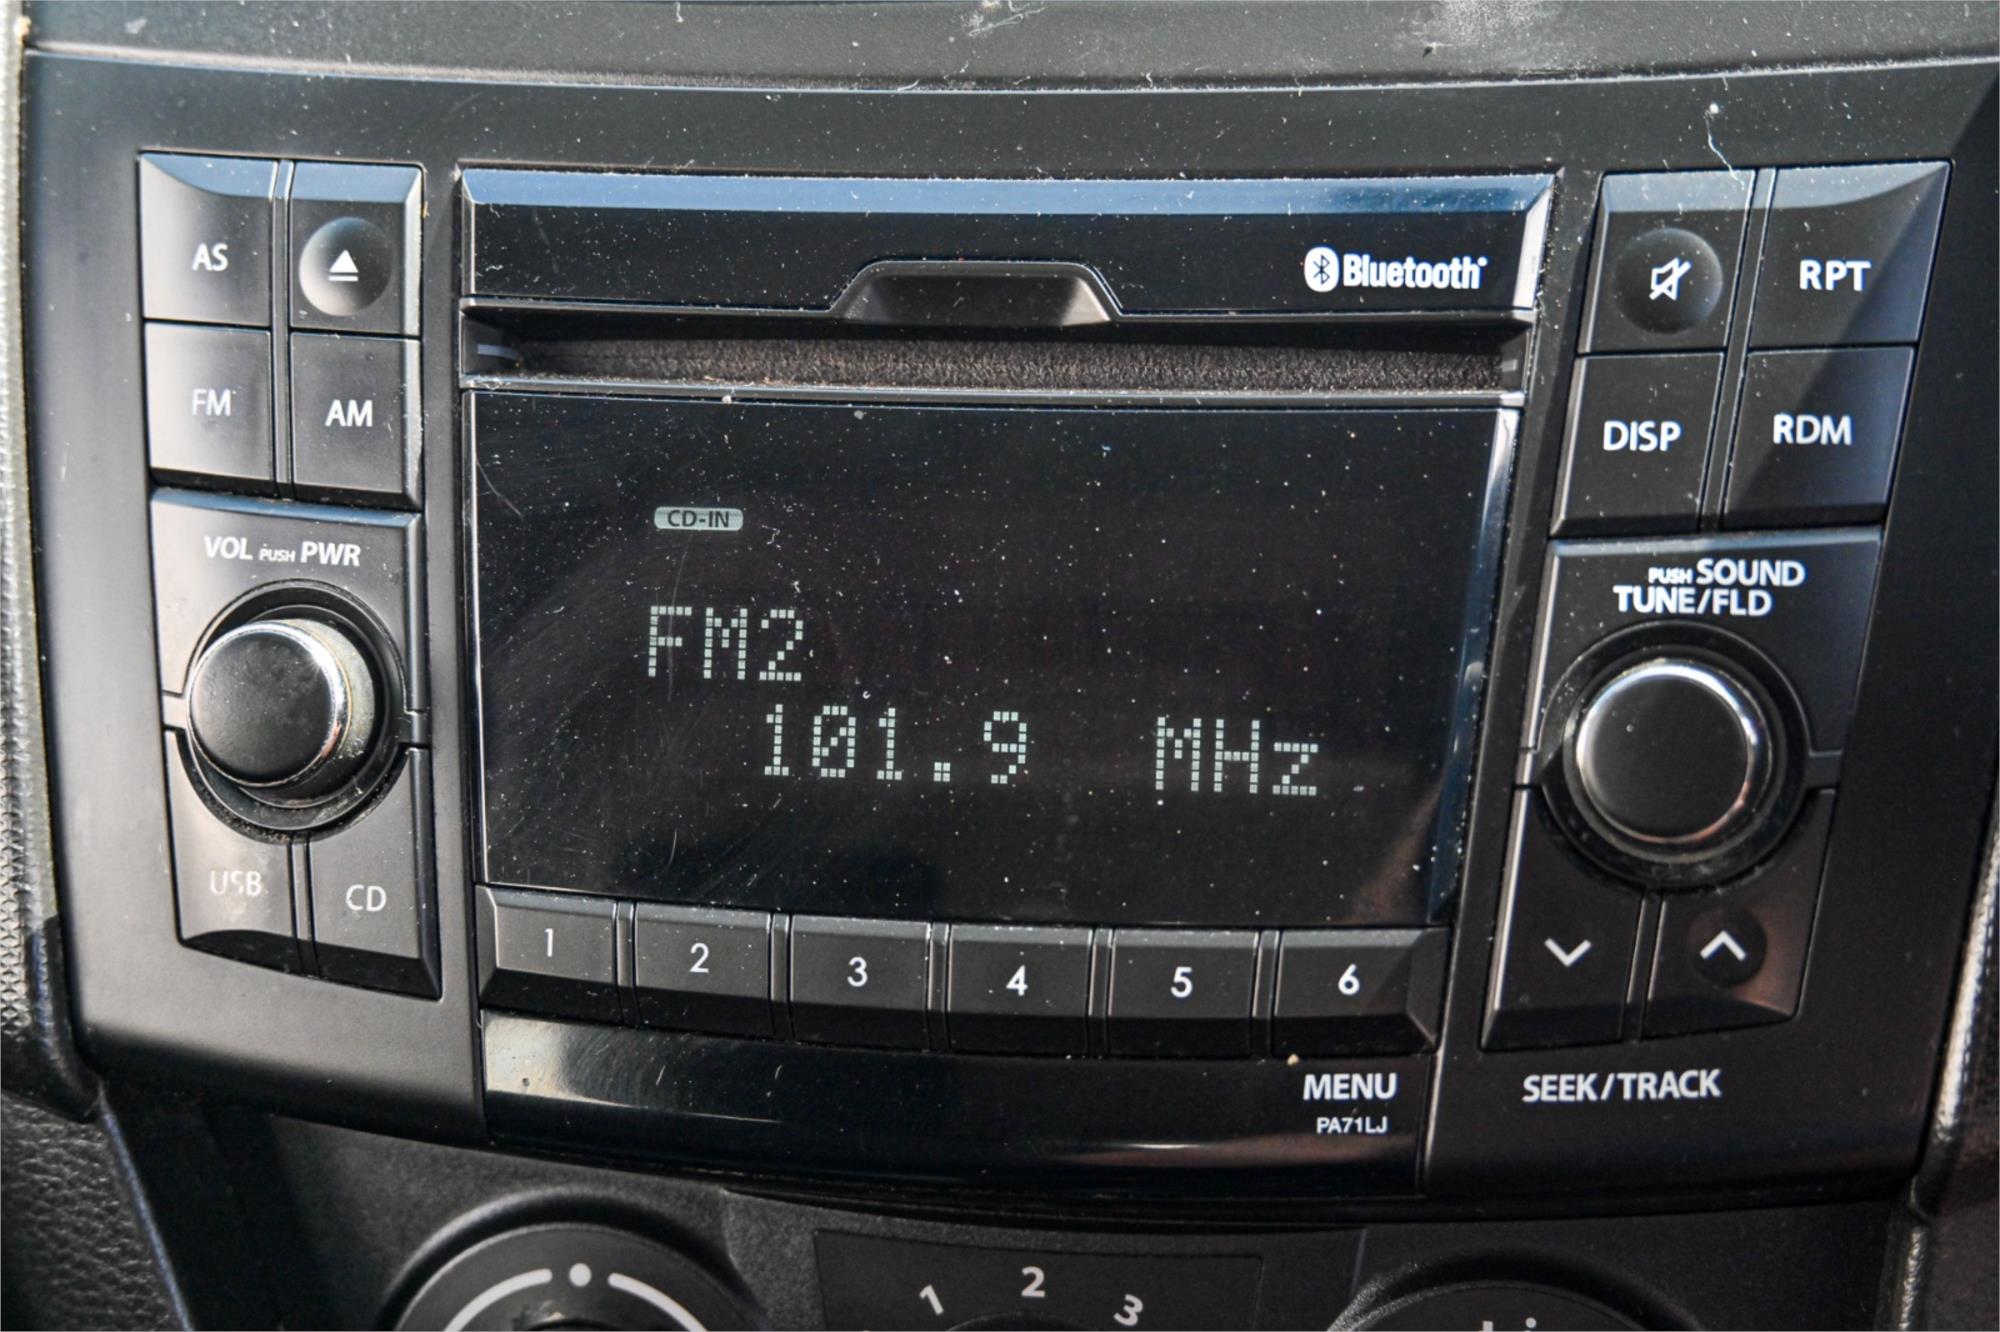 AS
FM
AM
VOL PUSH PWR
USB
CD
Bluetooth
CD-IN
FM2
101.9 MHz
1 2 3 4 5 6
MENU
PA71LJ
RPT
DISP
RDM
PUSH SOUND
TUNE/FLD
SEEK/TRACK
1 2 3